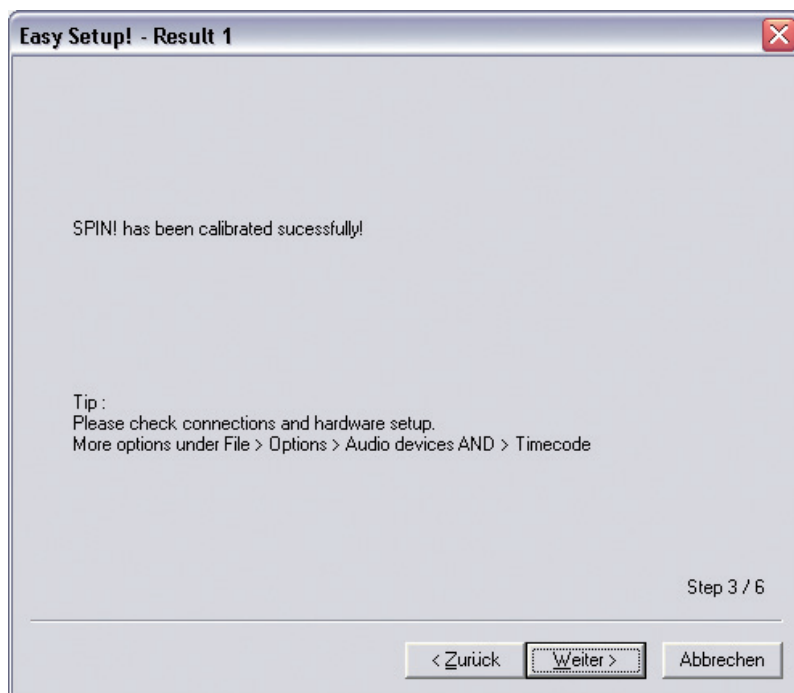 Easy Setup! - Result 1
SPIN! has been calibrated sucessfully!
Tip :
Please check connections and hardware setup.
More options under File > Options > Audio devices AND > Timecode
Step 3 / 6
< Zurück
Weiter >
Abbrechen